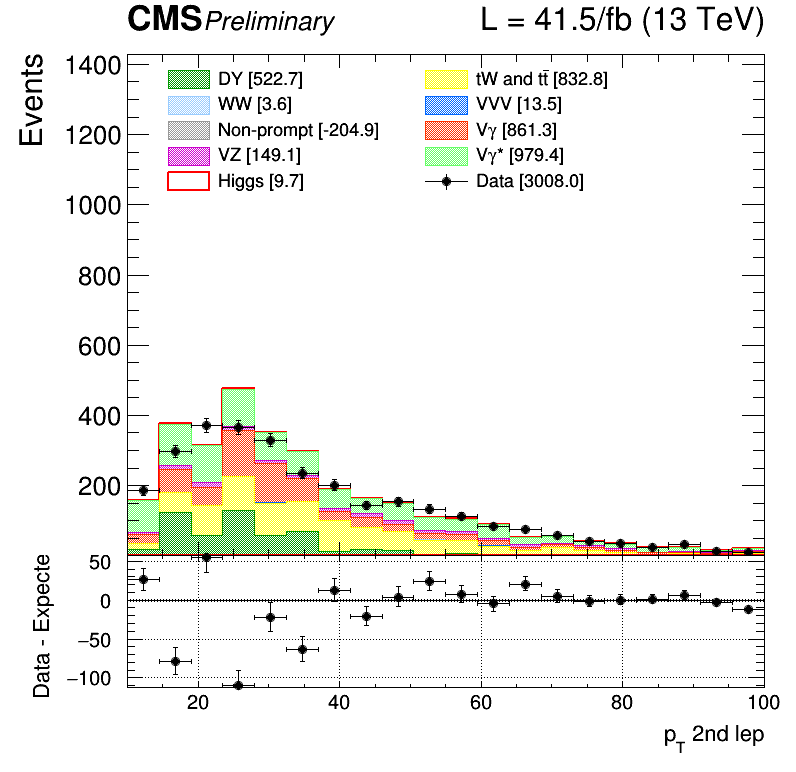 CMS Preliminary L = 41.5/fb (13 TeV)
Events
1400
1200
1000
800
600
400
200
DY [522.7]
WW [3.6]
Non-prompt [-204.9]
VZ [149.1]
Higgs [9.7]
tW and tt̄ [832.8]
VVV [13.5]
Vγ [861.3]
Vγ* [979.4]
Data [3008.0]
Data - Expecte
50
0
−50
−100
20 40 60 80 100
pT 2nd lep